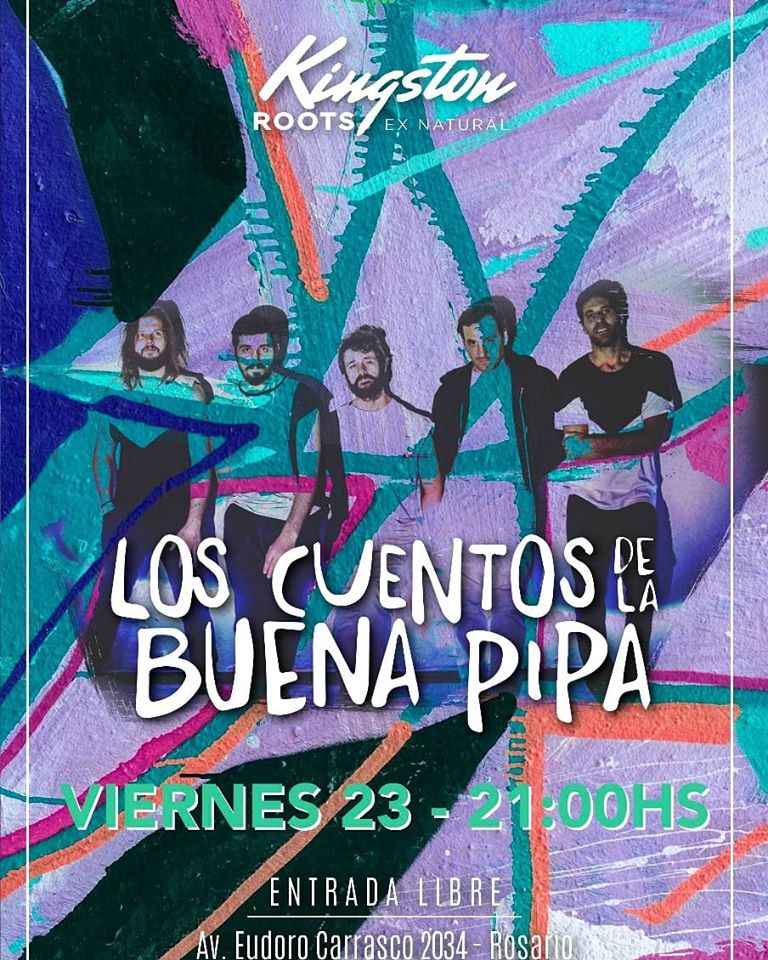 Kingston
ROOTS EX NATURAL
LOS CUENTOS DE LA
BUENA PIPA
VIERNES 23 - 21:00HS
ENTRADA LIBRE
Av. Eudoro Carrasco 2034 - Rosario